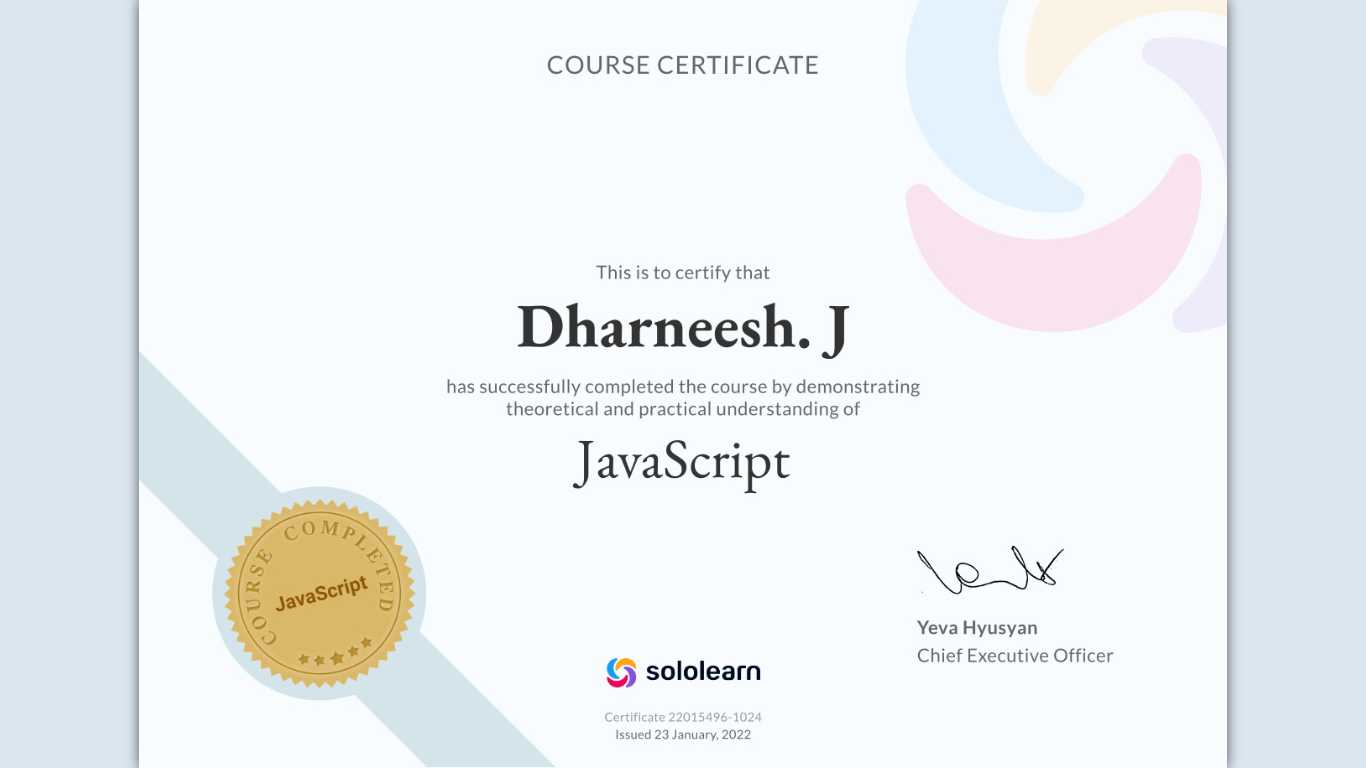 COURSE CERTIFICATE
This is to certify that
Dharneesh. J
has successfully completed the course by demonstrating
theoretical and practical understanding of
JavaScript
COURSE COMPLETED
JavaScript
Yeva Hyusyan
Chief Executive Officer
sololearn
Certificate 22015496-1024
Issued 23 January, 2022